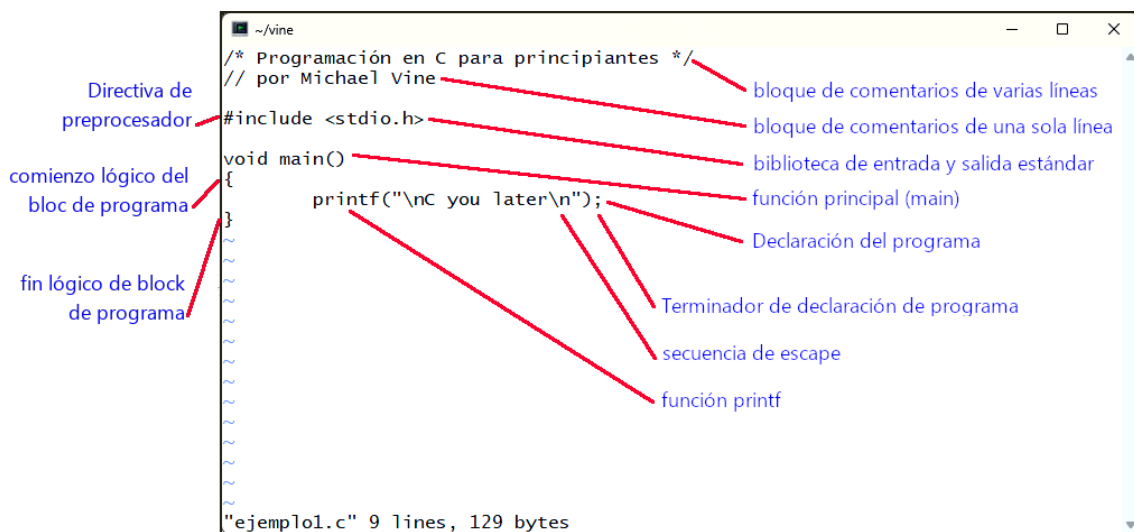 ~/vine
/* Programación en C para principiantes */
// por Michael Vine
#include <stdio.h>
void main()
{
printf("\nC you later\n");
}
~
~
~
~
~
~
~
~
~
~
~
~
~
~
"ejemplo1.c" 9 lines, 129 bytes
Directiva de
preprocesador
comienzo lógico del
bloc de programa
fin lógico de block
de programa
bloque de comentarios de varias líneas
bloque de comentarios de una sola línea
biblioteca de entrada y salida estándar
función principal (main)
Declaración del programa
Terminador de declaración de programa
secuencia de escape
función printf